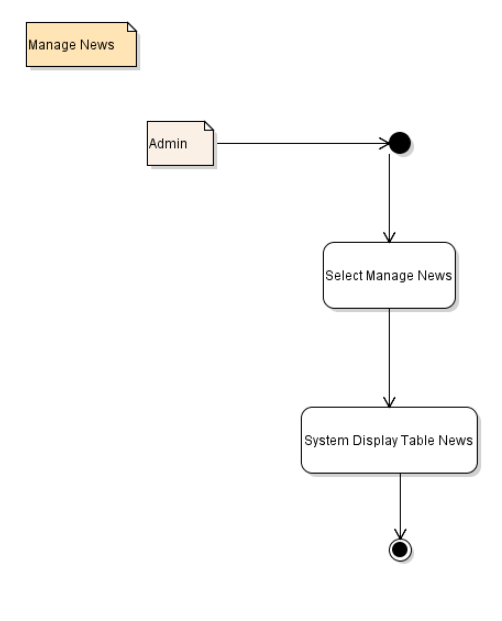 Manage News
Admin
Select Manage News
System Display Table News